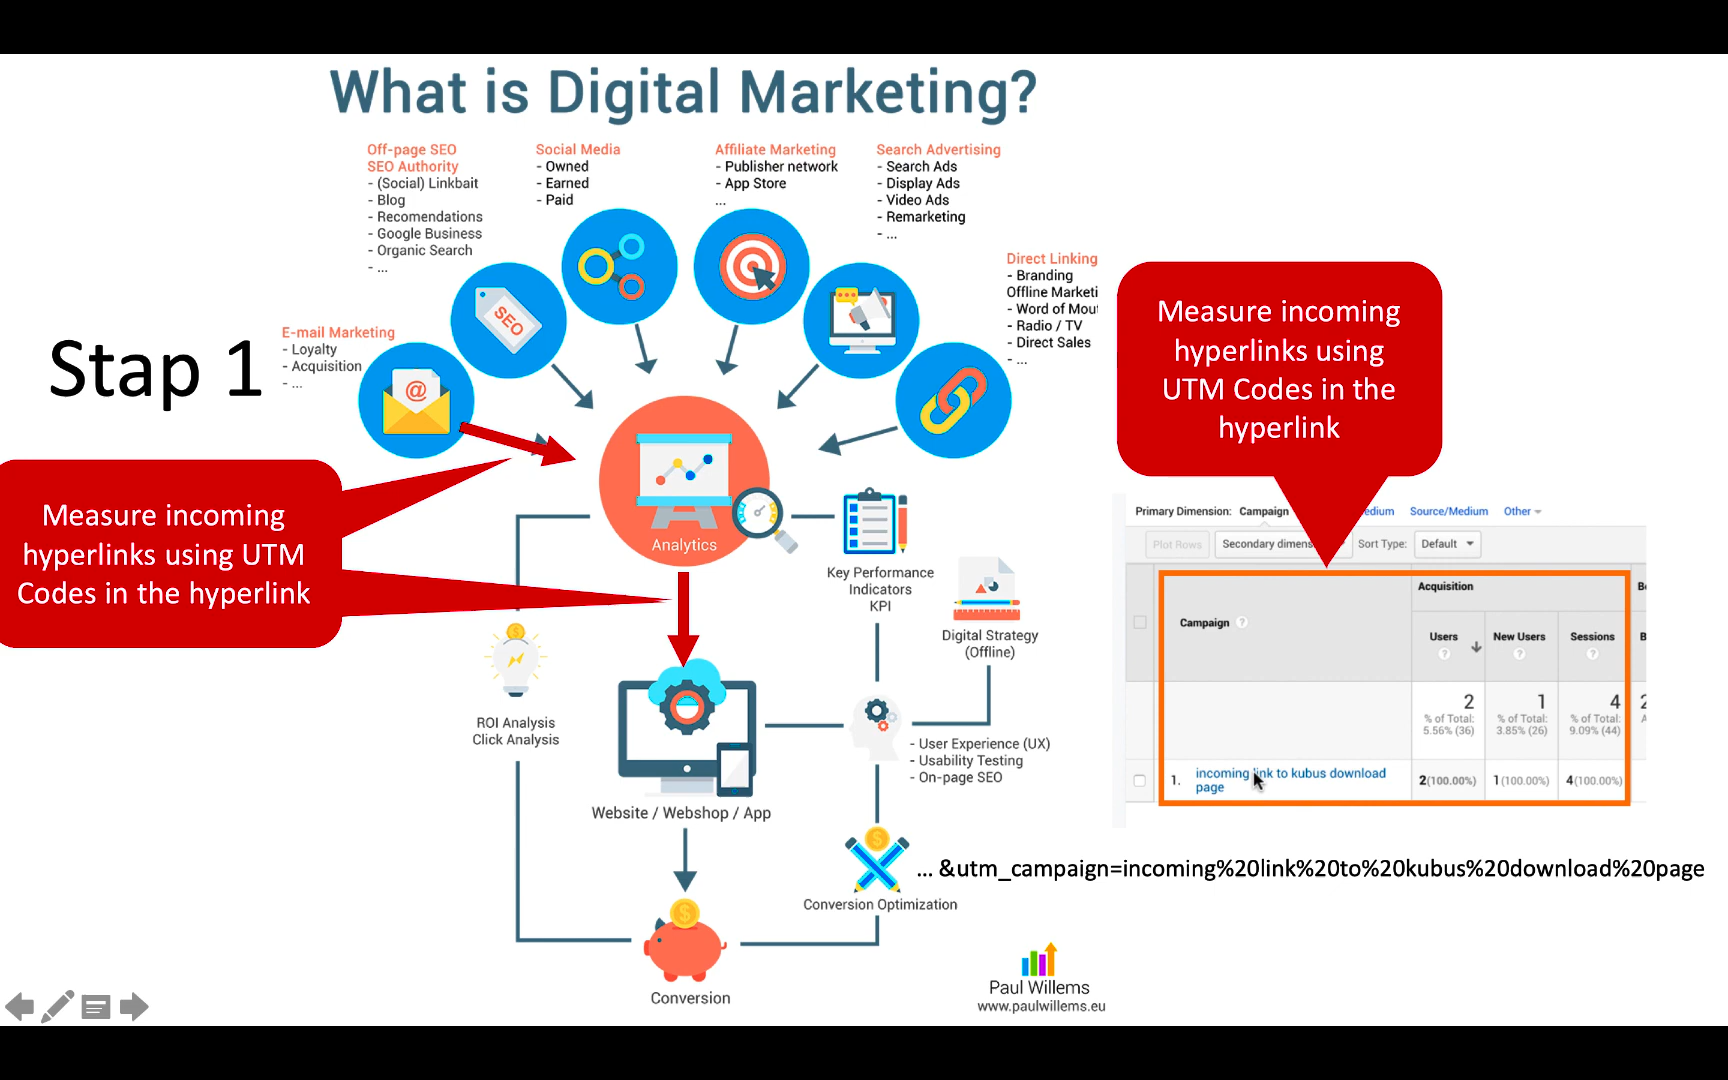 What is Digital Marketing?
Off-page SEO
SEO Authority
- (Social) Linkbait
- Blog
- Recomendations
- Google Business
- Organic Search
- ...
Social Media
- Owned
- Earned
- Paid
Affiliate Marketing
- Publisher network
- App Store
...
Search Advertising
- Search Ads
- Display Ads
- Video Ads
- Remarketing
- ...
Direct Linking
- Branding
Offline Marketi
- Word of Mou
- Radio / TV
- Direct Sales
- ...
E-mail Marketing
- Loyalty
- Acquisition
- ...
Stap 1
SEO
@
Measure incoming
hyperlinks using
UTM Codes in the
hyperlink
Measure incoming
hyperlinks using UTM
Codes in the hyperlink
Analytics
Key Performance
Indicators
KPI
Digital Strategy
(Offline)
ROI Analysis
Click Analysis
- User Experience (UX)
- Usability Testing
- On-page SEO
Website / Webshop / App
Conversion Optimization
Conversion
Primary Dimension: Campaign edium Source/Medium Other
Plot Rows Secondary dimens Sort Type: Default
Acquisition
Campaign ?
Users New Users Sessions
? ? ?
2 1 4
% of Total: % of Total: % of Total:
5.56% (36) 3.85% (26) 9.09% (44)
1. incoming link to kubus download
page
2 (100.00%) 1 (100.00%) 4 (100.00%)
... &utm_campaign=incoming%20link%20to%20kubus%20download%20page
Paul Willems
www.paulwillems.eu